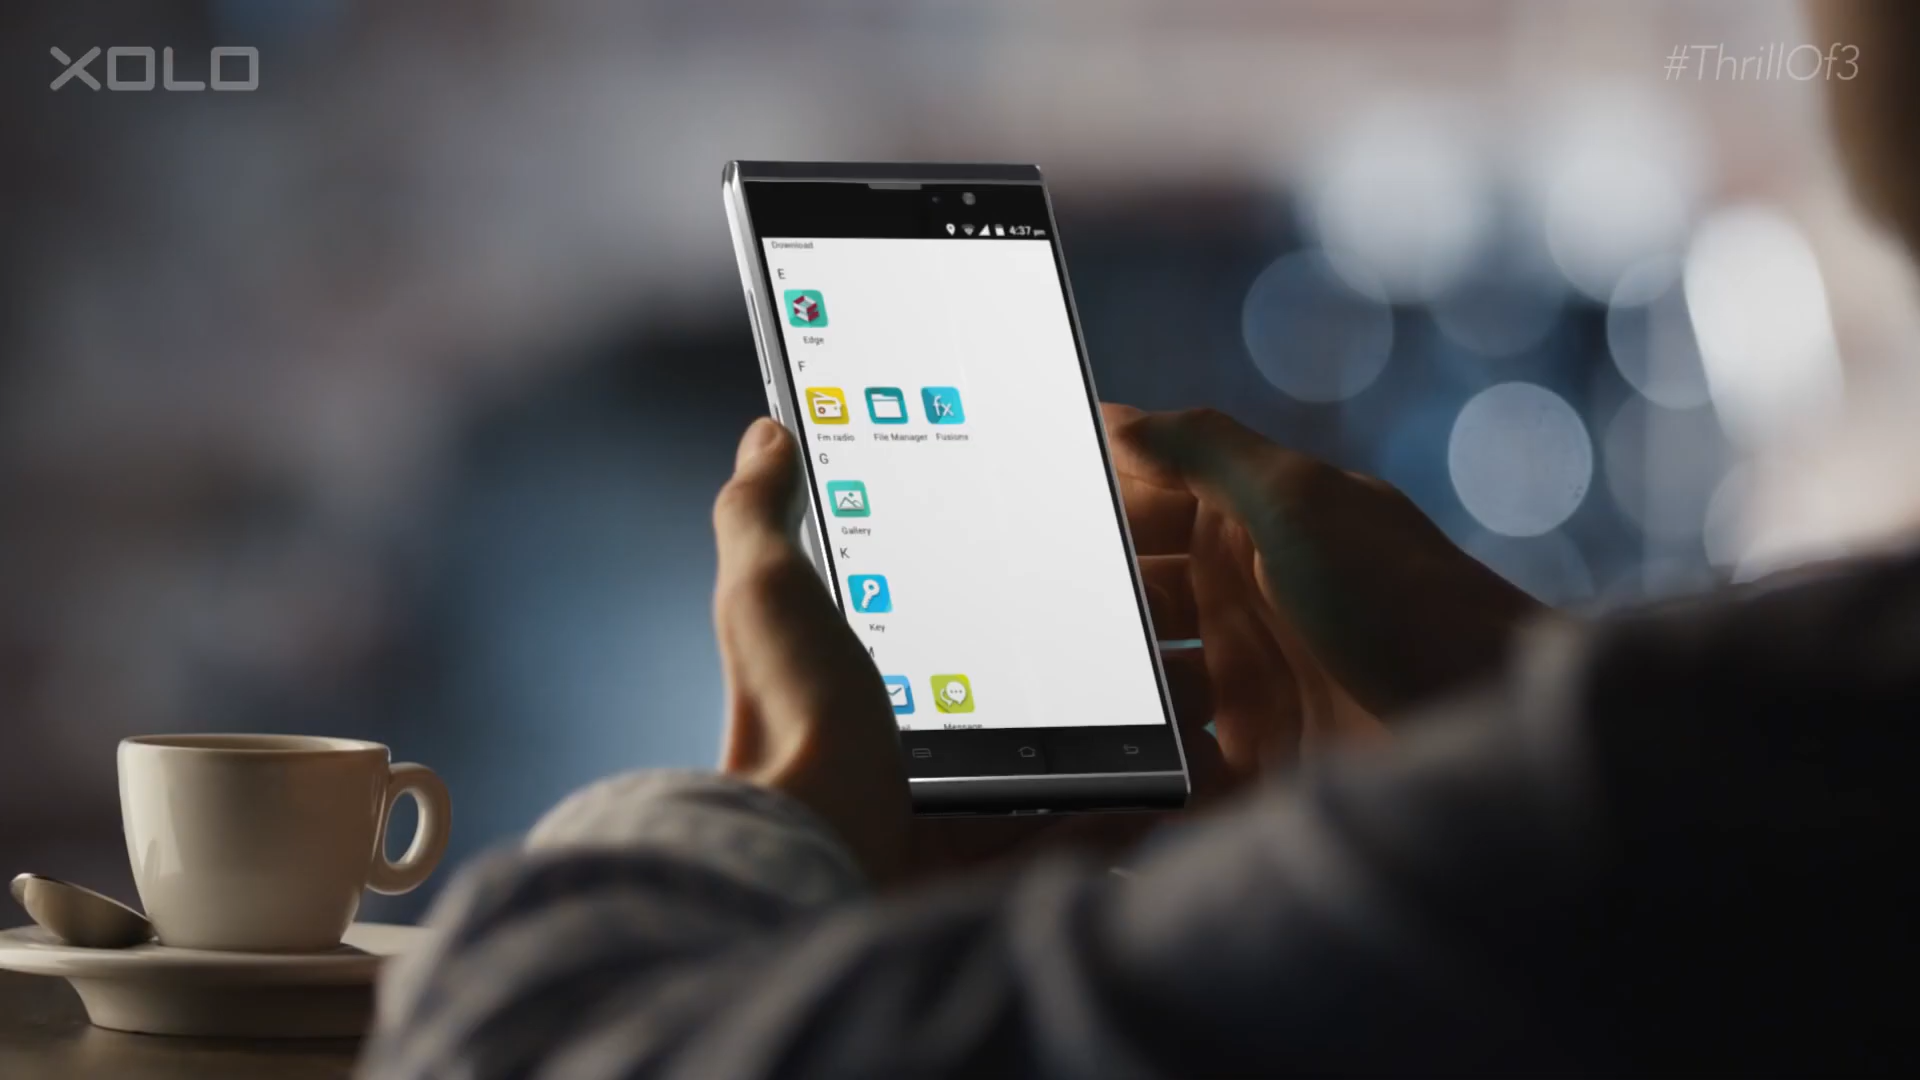 XOLO
#ThrillOf3
4:37 pm
Download
E
Edge
F
Fm radio File Manager Fusions
G
Gallery
K
Key
M
Message